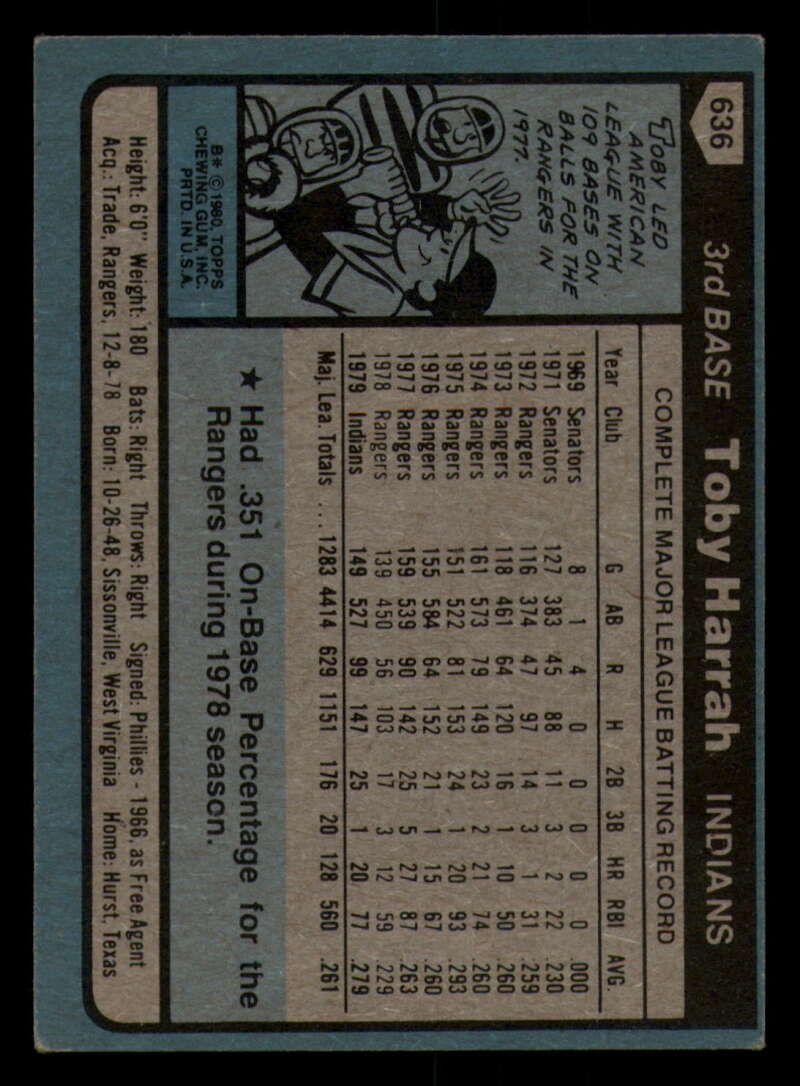 636
3rd BASE Toby Harrah INDIANS
TOBY LED
AMERICAN
LEAGUE WITH
109 BASES ON
BALLS FOR THE
RANGERS IN
1977.
B* © 1980, TOPPS
CHEWING GUM, INC.
PRTD. IN U.S.A.
COMPLETE MAJOR LEAGUE BATTING RECORD
Year Club G AB R H 2B 3B HR RBI AVG.
1969 Senators 8 1 4 0 0 0 0 0 .000
1971 Senators 127 383 45 88 11 3 2 22 .230
1972 Rangers 116 374 47 97 14 3 1 31 .259
1973 Rangers 118 461 64 120 16 1 10 50 .260
1974 Rangers 161 573 79 149 23 2 21 74 .260
1975 Rangers 151 522 81 153 24 1 20 93 .293
1976 Rangers 155 584 64 152 21 1 15 67 .260
1977 Rangers 159 539 90 142 25 5 27 87 .263
1978 Rangers 139 450 56 103 17 3 12 59 .229
1979 Indians 149 527 99 147 25 1 20 77 .279
Maj. Lea. Totals ... 1283 4414 629 1151 176 20 128 560 .261
★ Had .351 On-Base Percentage for the
Rangers during 1978 season.
Height: 6'0" Weight: 180 Bats: Right Throws: Right Signed: Phillies - 1966, as Free Agent
Acq.: Trade, Rangers, 12-8-78 Born: 10-26-48, Sissonville, West Virginia Home: Hurst, Texas